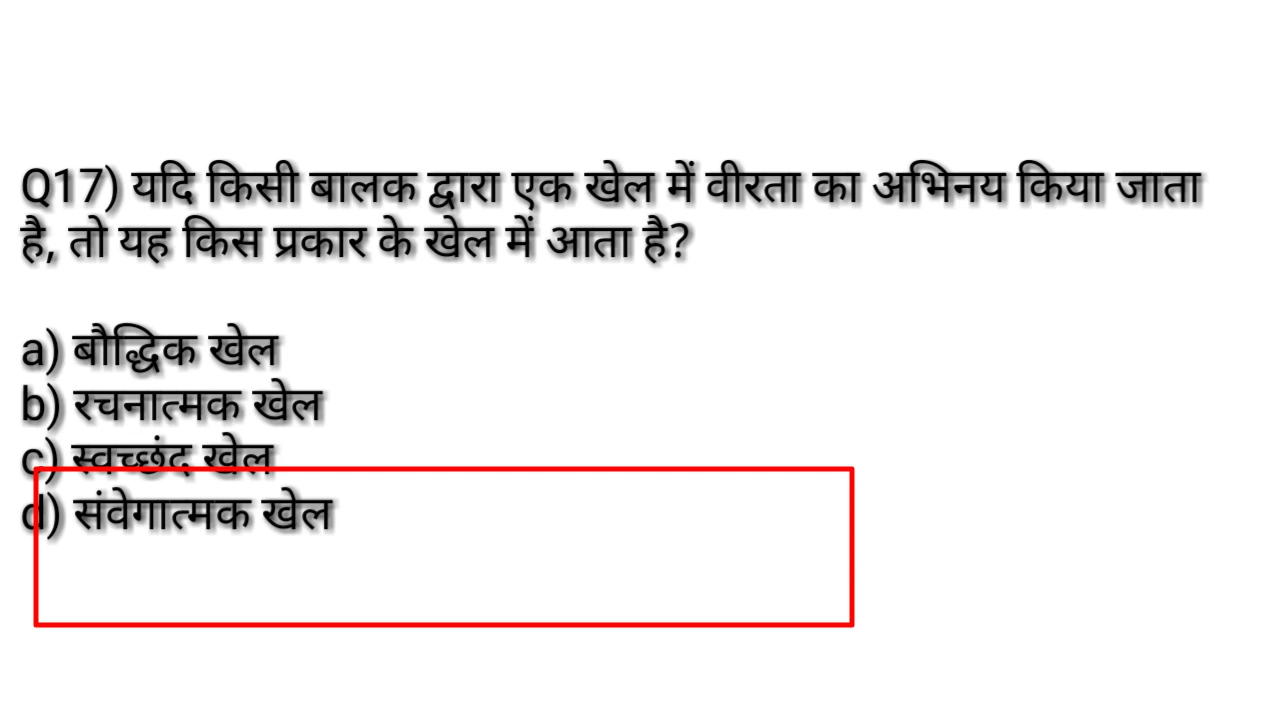 Q17) यदि किसी बालक द्वारा एक खेल में वीरता का अभिनय किया जाता
है, तो यह किस प्रकार के खेल में आता है?
a) बौद्धिक खेल
b) रचनात्मक खेल
c) स्वच्छंद खेल
d) संवेगात्मक खेल